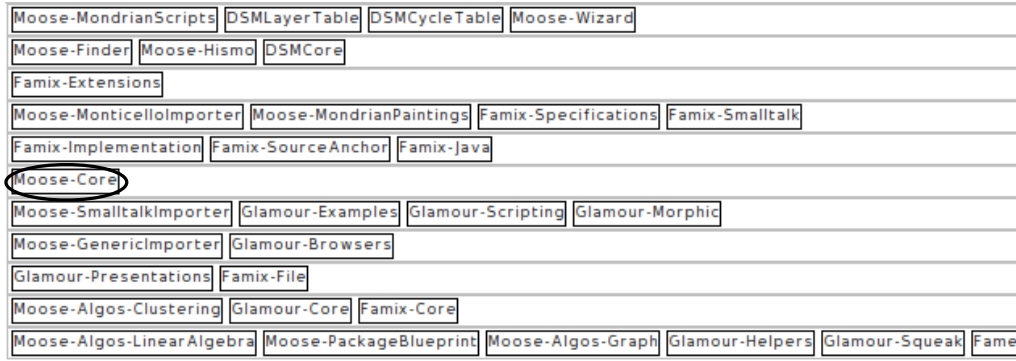 Moose-MondrianScripts DSMLayerTable DSMCycleTable Moose-Wizard
Moose-Finder Moose-Hismo DSMCore
Famix-Extensions
Moose-MonticelloImporter Moose-MondrianPaintings Famix-Specifications Famix-Smalltalk
Famix-Implementation Famix-SourceAnchor Famix-Java
Moose-Core
Moose-SmalltalkImporter Glamour-Examples Glamour-Scripting Glamour-Morphic
Moose-GenericImporter Glamour-Browsers
Glamour-Presentations Famix-File
Moose-Algos-Clustering Glamour-Core Famix-Core
Moose-Algos-LinearAlgebra Moose-PackageBlueprint Moose-Algos-Graph Glamour-Helpers Glamour-Squeak Fame